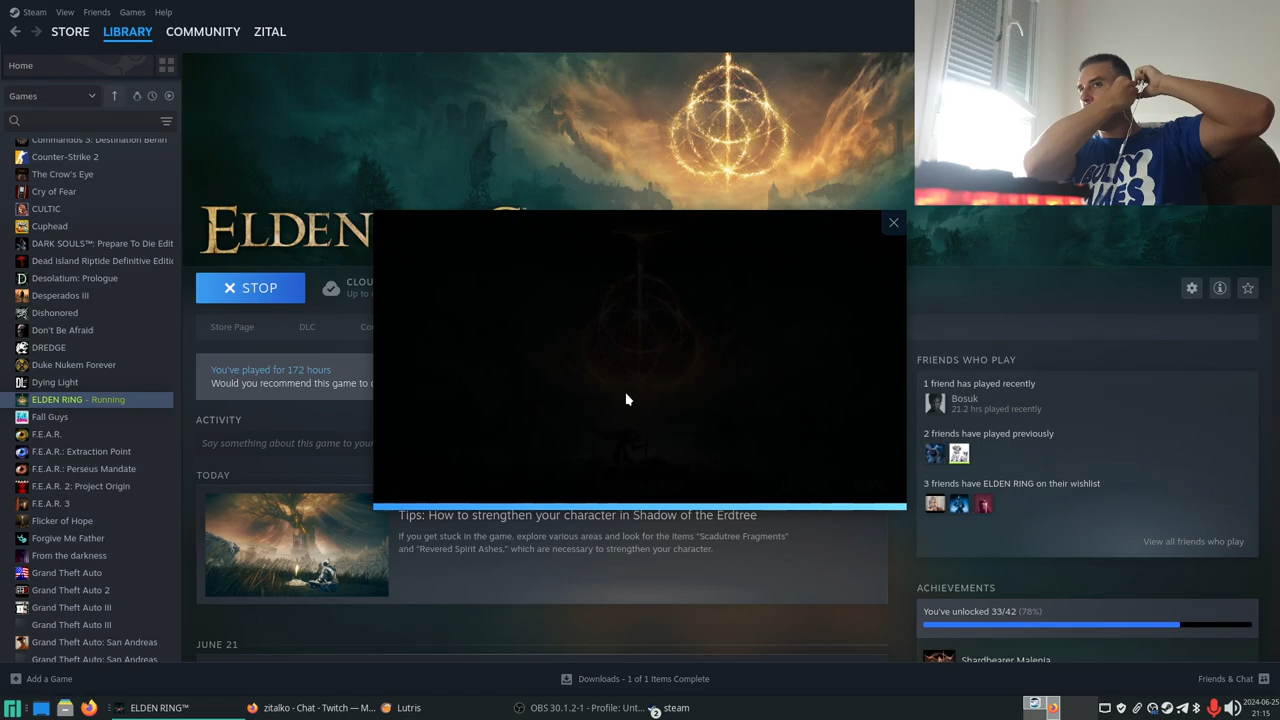 Steam View Friends Games Help
STORE LIBRARY COMMUNITY ZITAL
Home
Games
Commandos 3: Destination Berlin
Counter-Strike 2
The Crow's Eye
Cry of Fear
CULTIC
Cuphead
DARK SOULS™: Prepare To Die Edit
Dead Island Riptide Definitive Editic
Desolatium: Prologue
Desperados III
Dishonored
Don't Be Afraid
DREDGE
Duke Nukem Forever
Dying Light
ELDEN RING - Running
Fall Guys
F.E.A.R.
F.E.A.R.: Extraction Point
F.E.A.R.: Perseus Mandate
F.E.A.R. 2: Project Origin
F.E.A.R. 3
Flicker of Hope
Forgive Me Father
From the darkness
Grand Theft Auto
Grand Theft Auto 2
Grand Theft Auto III
Grand Theft Auto III
Grand Theft Auto: San Andreas
Grand Theft Auto: San Andreas
ELDEN
STOP
CLOU
Up to
Store Page DLC Co
You've played for 172 hours
Would you recommend this game to
ACTIVITY
Say something about this game to your
TODAY
Tips: How to strengthen your character in Shadow of the Erdtree
If you get stuck in the game, explore various areas and look for the items "Scadutree Fragments"
and "Revered Spirit Ashes," which are necessary to strengthen your character.
JUNE 21
FRIENDS WHO PLAY
1 friend has played recently
Bosuk
21.2 hrs played recently
2 friends have played previously
3 friends have ELDEN RING on their wishlist
View all friends who play
ACHIEVEMENTS
You've unlocked 33/42 (78%)
Shardbearer Malenia
Add a Game
Downloads - 1 of 1 Items Complete
Friends & Chat
ELDEN RING™
zitalko - Chat - Twitch — M...
Lutris
OBS 30.1.2-1 - Profile: Unt...
2
steam
2024-06-25
21:15